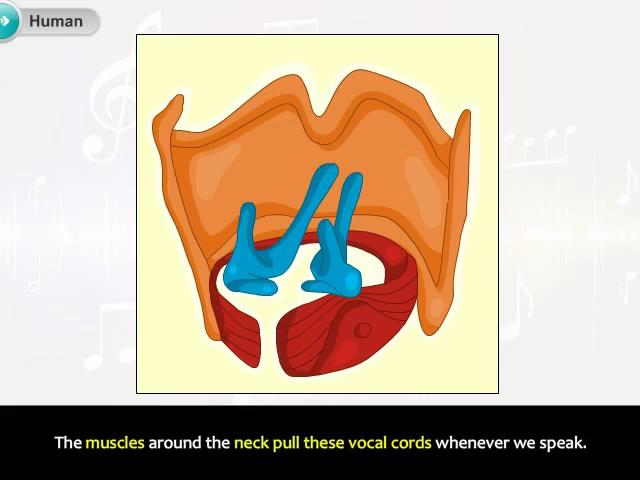 Human
The muscles around the neck pull these vocal cords whenever we speak.